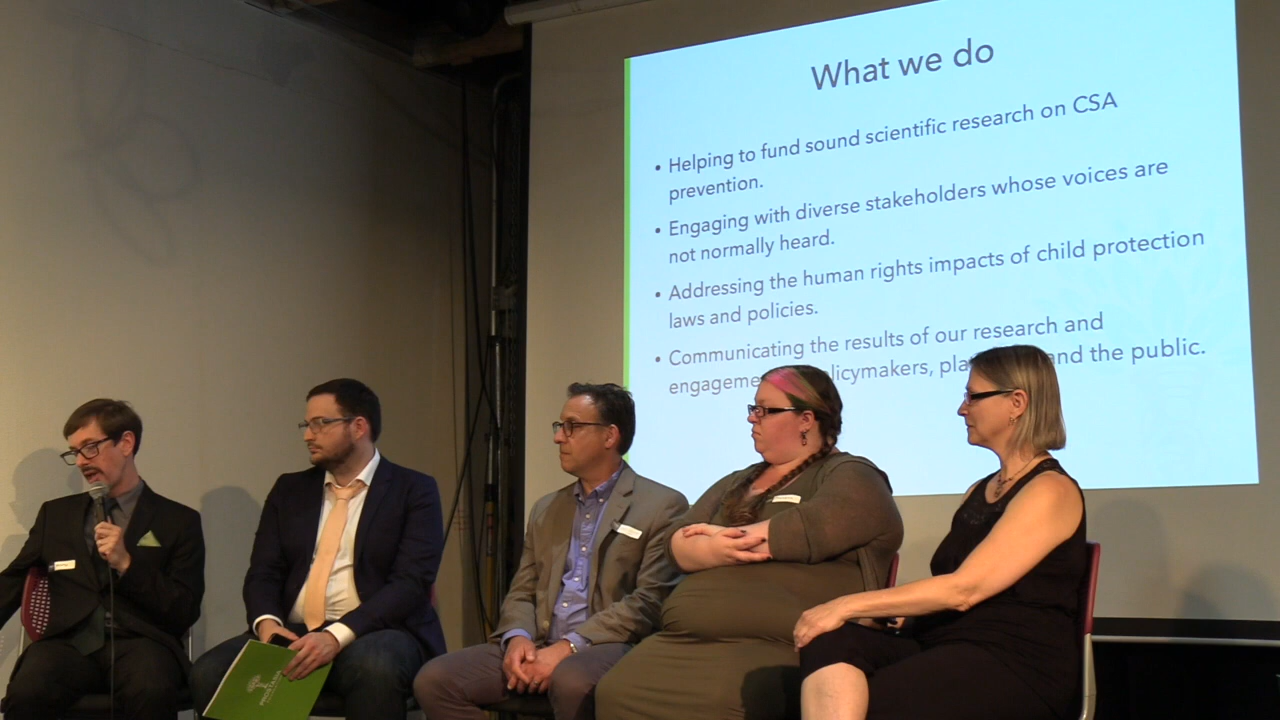 What we do
• Helping to fund sound scientific research on CSA
prevention.
• Engaging with diverse stakeholders whose voices are
not normally heard.
• Addressing the human rights impacts of child protection
laws and policies.
• Communicating the results of our research and
and the public.
PROSTASIA